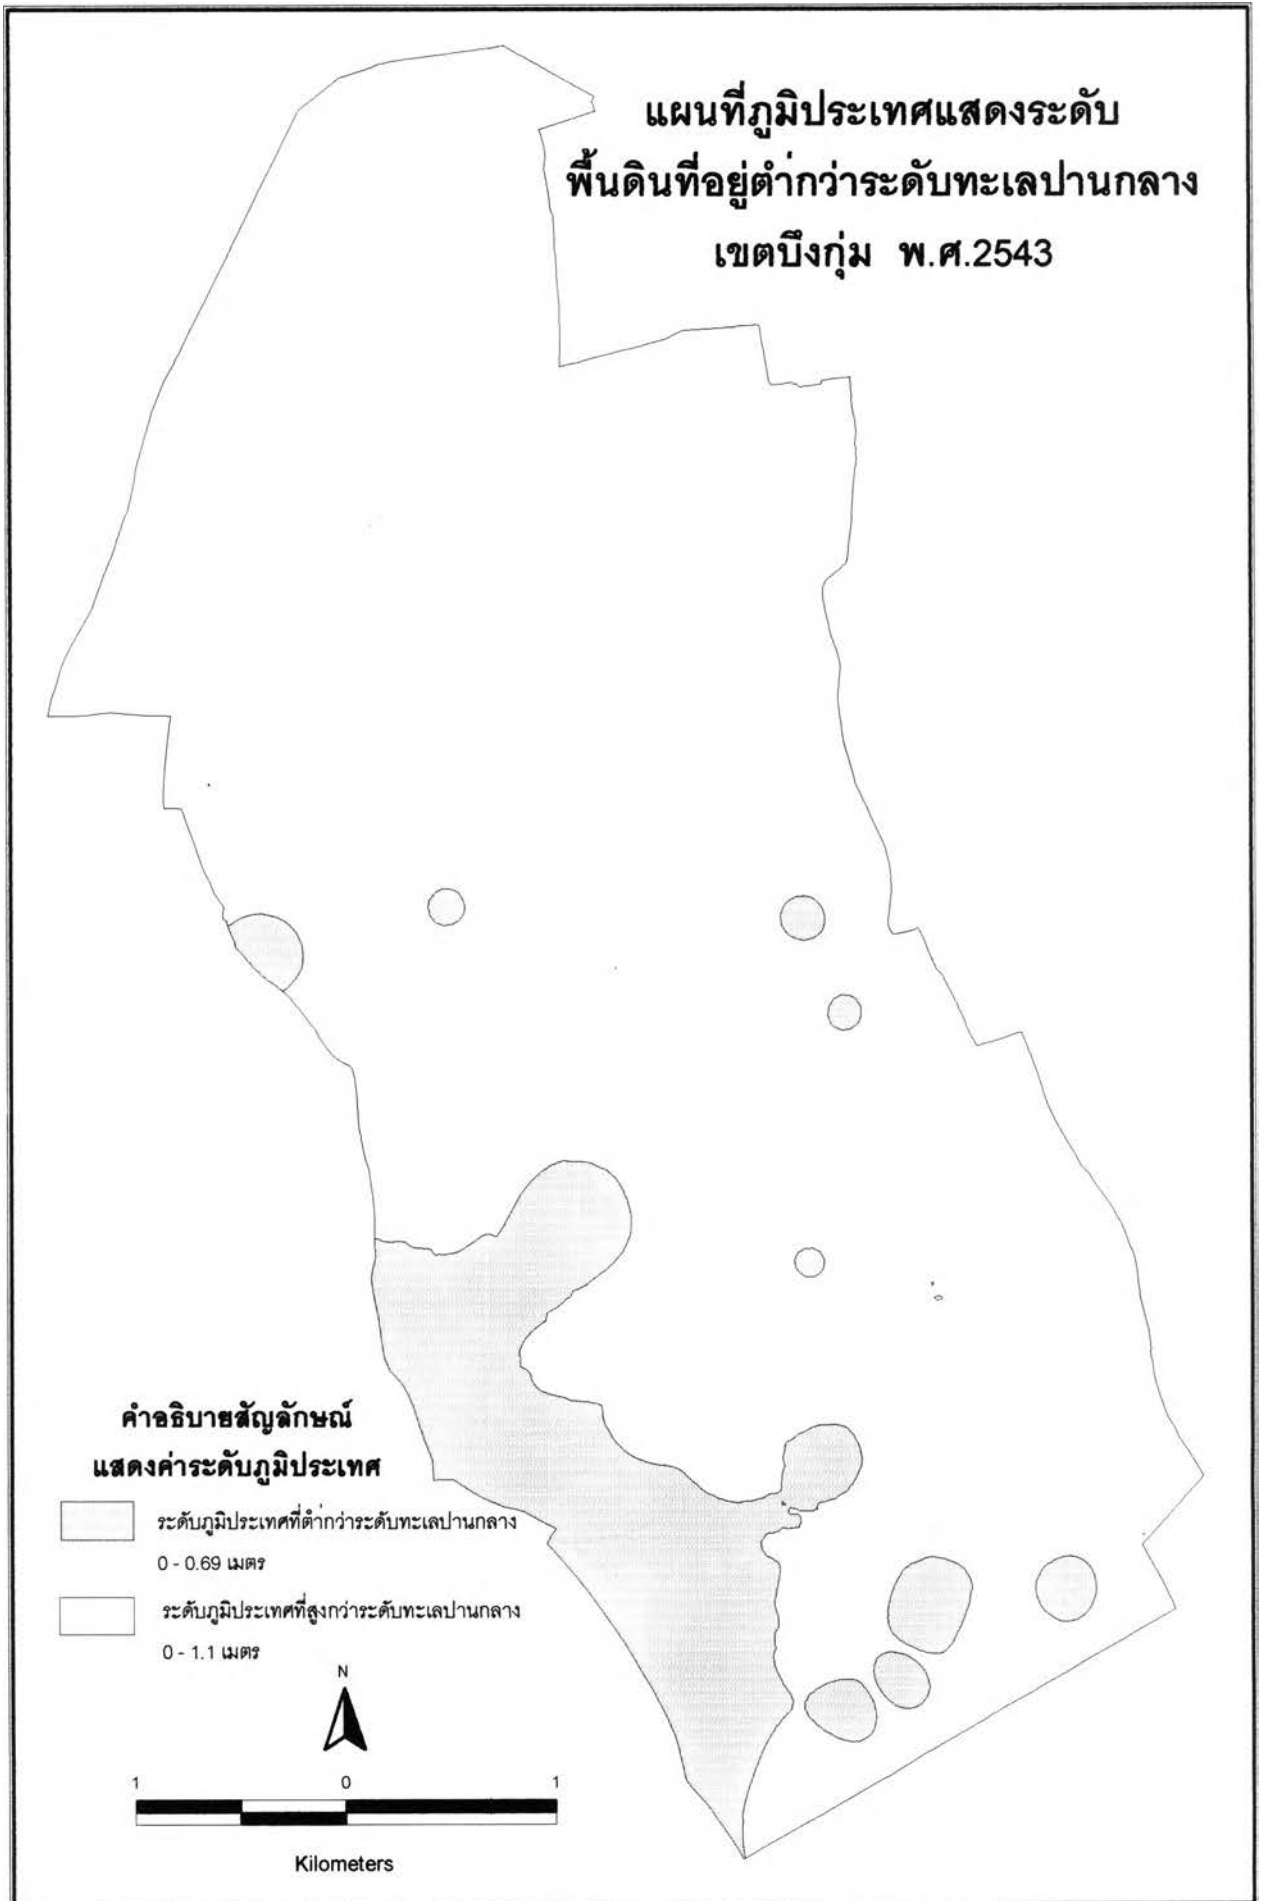 แผนที่ภูมิประเทศแสดงระดับ
พื้นดินที่อยู่ต่ำกว่าระดับทะเลปานกลาง
เขตบึงกุ่ม พ.ศ.2543
คำอธิบายสัญลักษณ์
แสดงค่าระดับภูมิประเทศ
ระดับภูมิประเทศที่ต่ำกว่าระดับทะเลปานกลาง
0 - 0.69 เมตร
ระดับภูมิประเทศที่สูงกว่าระดับทะเลปานกลาง
0 - 1.1 เมตร
N
1 0 1
Kilometers